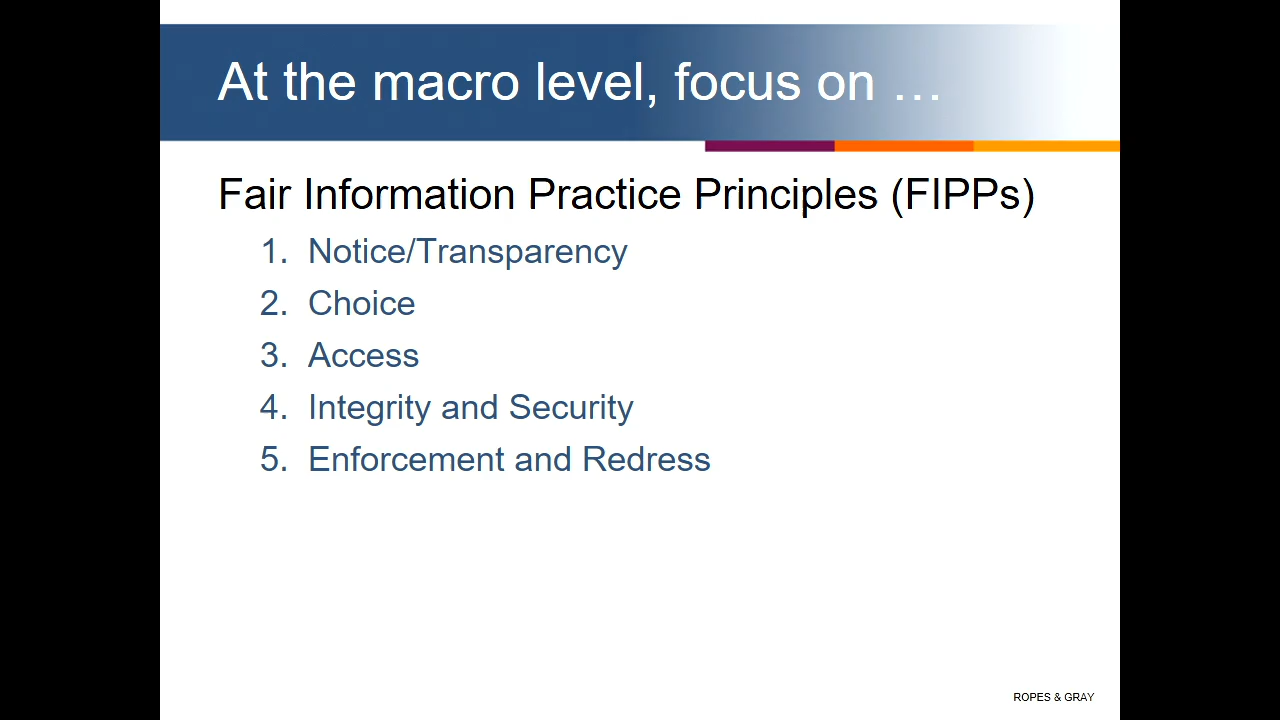 At the macro level, focus on …
Fair Information Practice Principles (FIPPs)
1. Notice/Transparency
2. Choice
3. Access
4. Integrity and Security
5. Enforcement and Redress
ROPES & GRAY